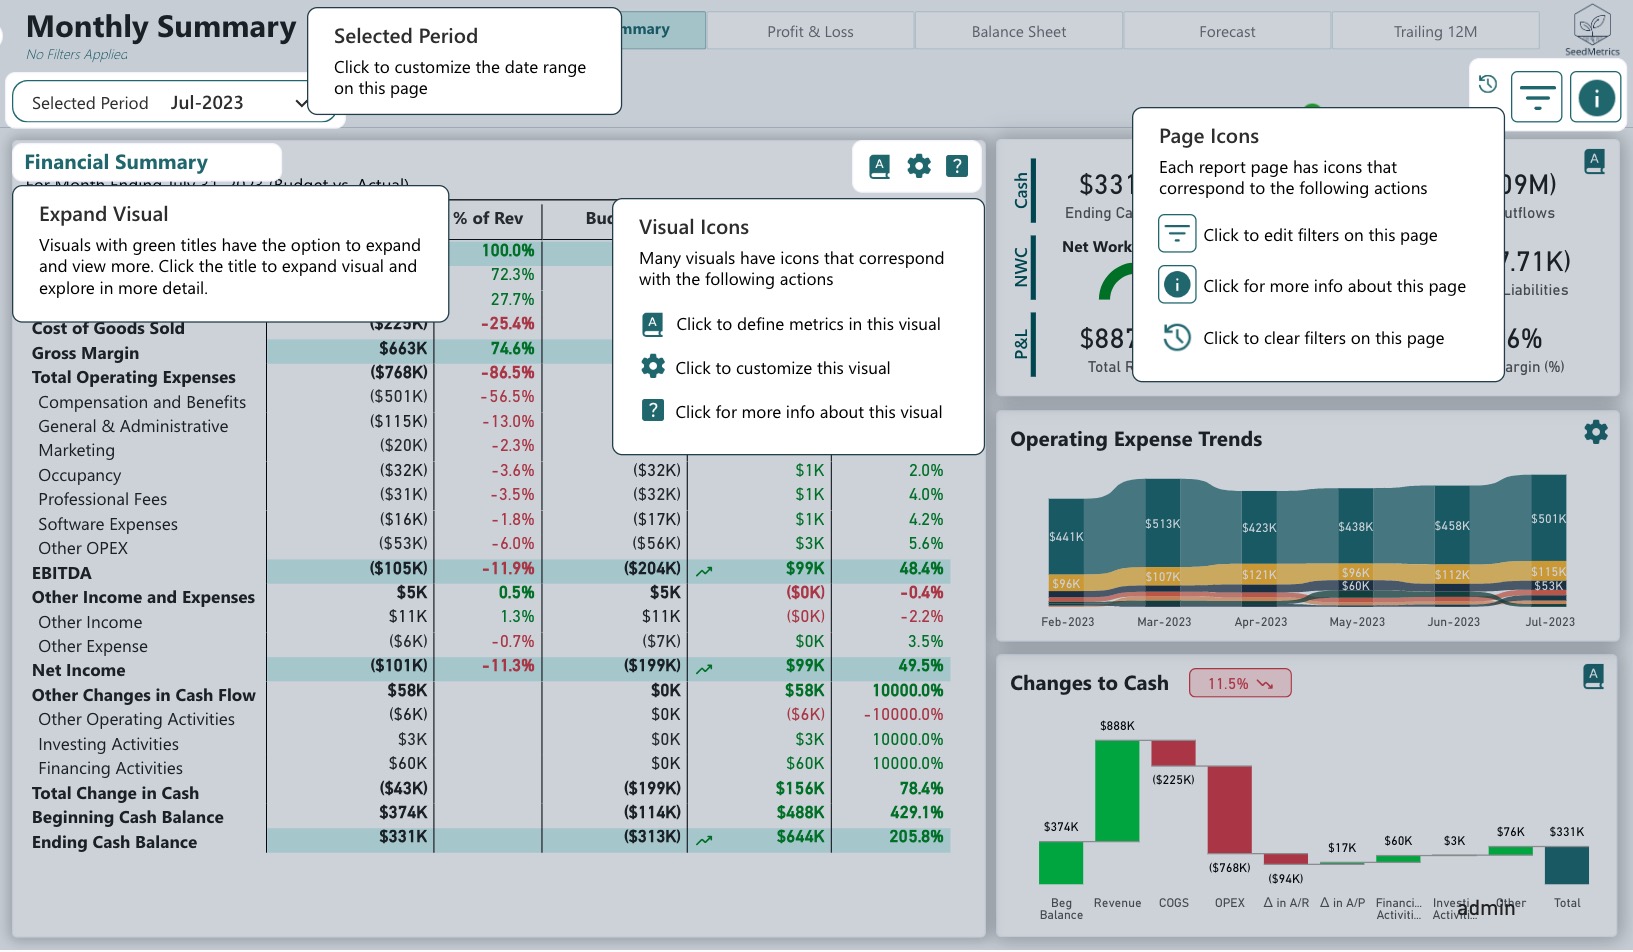 Monthly Summary
No Filters Applied
Selected Period
Click to customize the date range
on this page
Profit & Loss
Balance Sheet
Forecast
Trailing 12M
SeedMetrics
Selected Period Jul-2023
Financial Summary
Expand Visual
Visuals with green titles have the option to expand
and view more. Click the title to expand visual and
explore in more detail.
% of Rev
100.0%
72.3%
27.7%
Cost of Goods Sold ($225K) -25.4%
Gross Margin $663K 74.6%
Total Operating Expenses ($768K) -86.5%
Compensation and Benefits ($501K) -56.5%
General & Administrative ($115K) -13.0%
Marketing ($20K) -2.3%
Occupancy ($32K) -3.6% ($32K) $1K 2.0%
Professional Fees ($31K) -3.5% ($32K) $1K 4.0%
Software Expenses ($16K) -1.8% ($17K) $1K 4.2%
Other OPEX ($53K) -6.0% ($56K) $3K 5.6%
EBITDA ($105K) -11.9% ($204K) $99K 48.4%
Other Income and Expenses $5K 0.5% $5K ($0K) -0.4%
Other Income $11K 1.3% $11K ($0K) -2.2%
Other Expense ($6K) -0.7% ($7K) $0K 3.5%
Net Income ($101K) -11.3% ($199K) $99K 49.5%
Other Changes in Cash Flow $58K $0K $58K 10000.0%
Other Operating Activities ($6K) $0K ($6K) -10000.0%
Investing Activities $3K $0K $3K 10000.0%
Financing Activities $60K $0K $60K 10000.0%
Total Change in Cash ($43K) ($199K) $156K 78.4%
Beginning Cash Balance $374K ($114K) $488K 429.1%
Ending Cash Balance $331K ($313K) $644K 205.8%
Visual Icons
Many visuals have icons that correspond
with the following actions
A Click to define metrics in this visual
Click to customize this visual
? Click for more info about this visual
Page Icons
Each report page has icons that
correspond to the following actions
Click to edit filters on this page
i Click for more info about this page
Click to clear filters on this page
Cash
$331
Ending
NWC
Net
P&L
$887
Total
Operating Expense Trends
$441K $513K $423K $438K $458K $501K
$96K $107K $121K $96K $112K $115K
$60K $53K
Feb-2023 Mar-2023 Apr-2023 May-2023 Jun-2023 Jul-2023
Changes to Cash 11.5%
$374K $888K ($225K) ($768K) ($94K) $17K $60K $3K $76K $331K
Beg Balance Revenue COGS OPEX Δ in A/R Δ in A/P Financi... Activiti... Other Total
admin